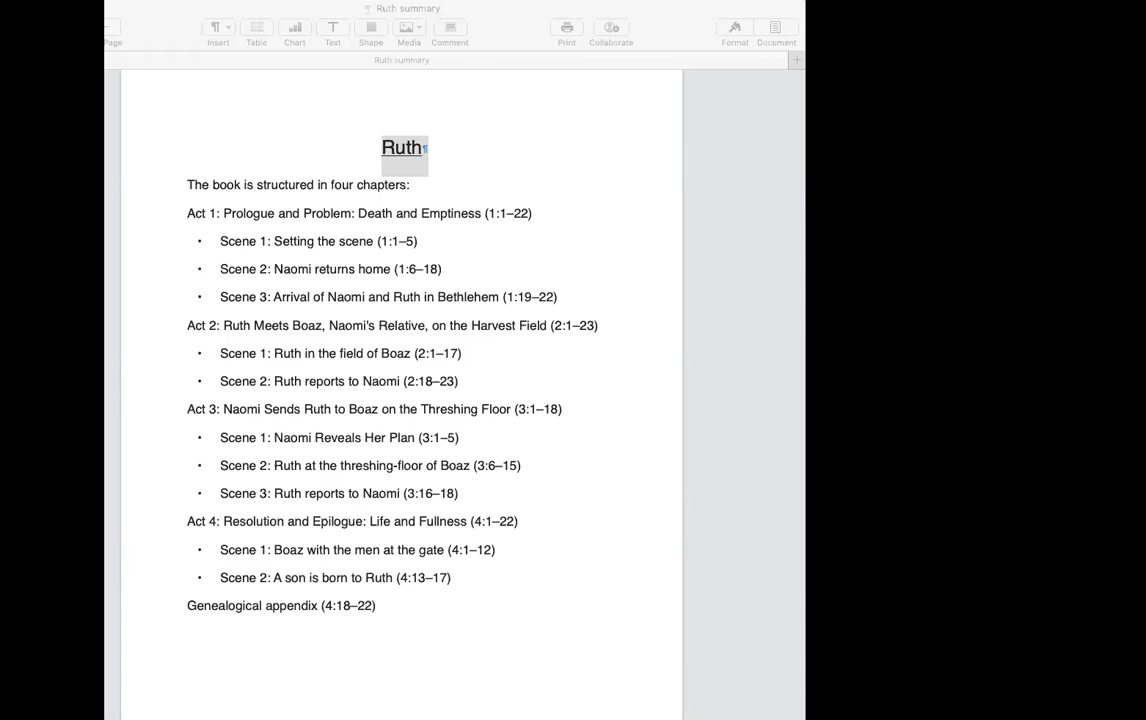 ¶ Ruth summary
Page
Insert
Table
Chart
Text
Shape
Media
Comment
Print
Collaborate
Format
Document
Ruth summary
Ruth¶
The book is structured in four chapters:
Act 1: Prologue and Problem: Death and Emptiness (1:1–22)
• Scene 1: Setting the scene (1:1–5)
• Scene 2: Naomi returns home (1:6–18)
• Scene 3: Arrival of Naomi and Ruth in Bethlehem (1:19–22)
Act 2: Ruth Meets Boaz, Naomi's Relative, on the Harvest Field (2:1–23)
• Scene 1: Ruth in the field of Boaz (2:1–17)
• Scene 2: Ruth reports to Naomi (2:18–23)
Act 3: Naomi Sends Ruth to Boaz on the Threshing Floor (3:1–18)
• Scene 1: Naomi Reveals Her Plan (3:1–5)
• Scene 2: Ruth at the threshing-floor of Boaz (3:6–15)
• Scene 3: Ruth reports to Naomi (3:16–18)
Act 4: Resolution and Epilogue: Life and Fullness (4:1–22)
• Scene 1: Boaz with the men at the gate (4:1–12)
• Scene 2: A son is born to Ruth (4:13–17)
Genealogical appendix (4:18–22)